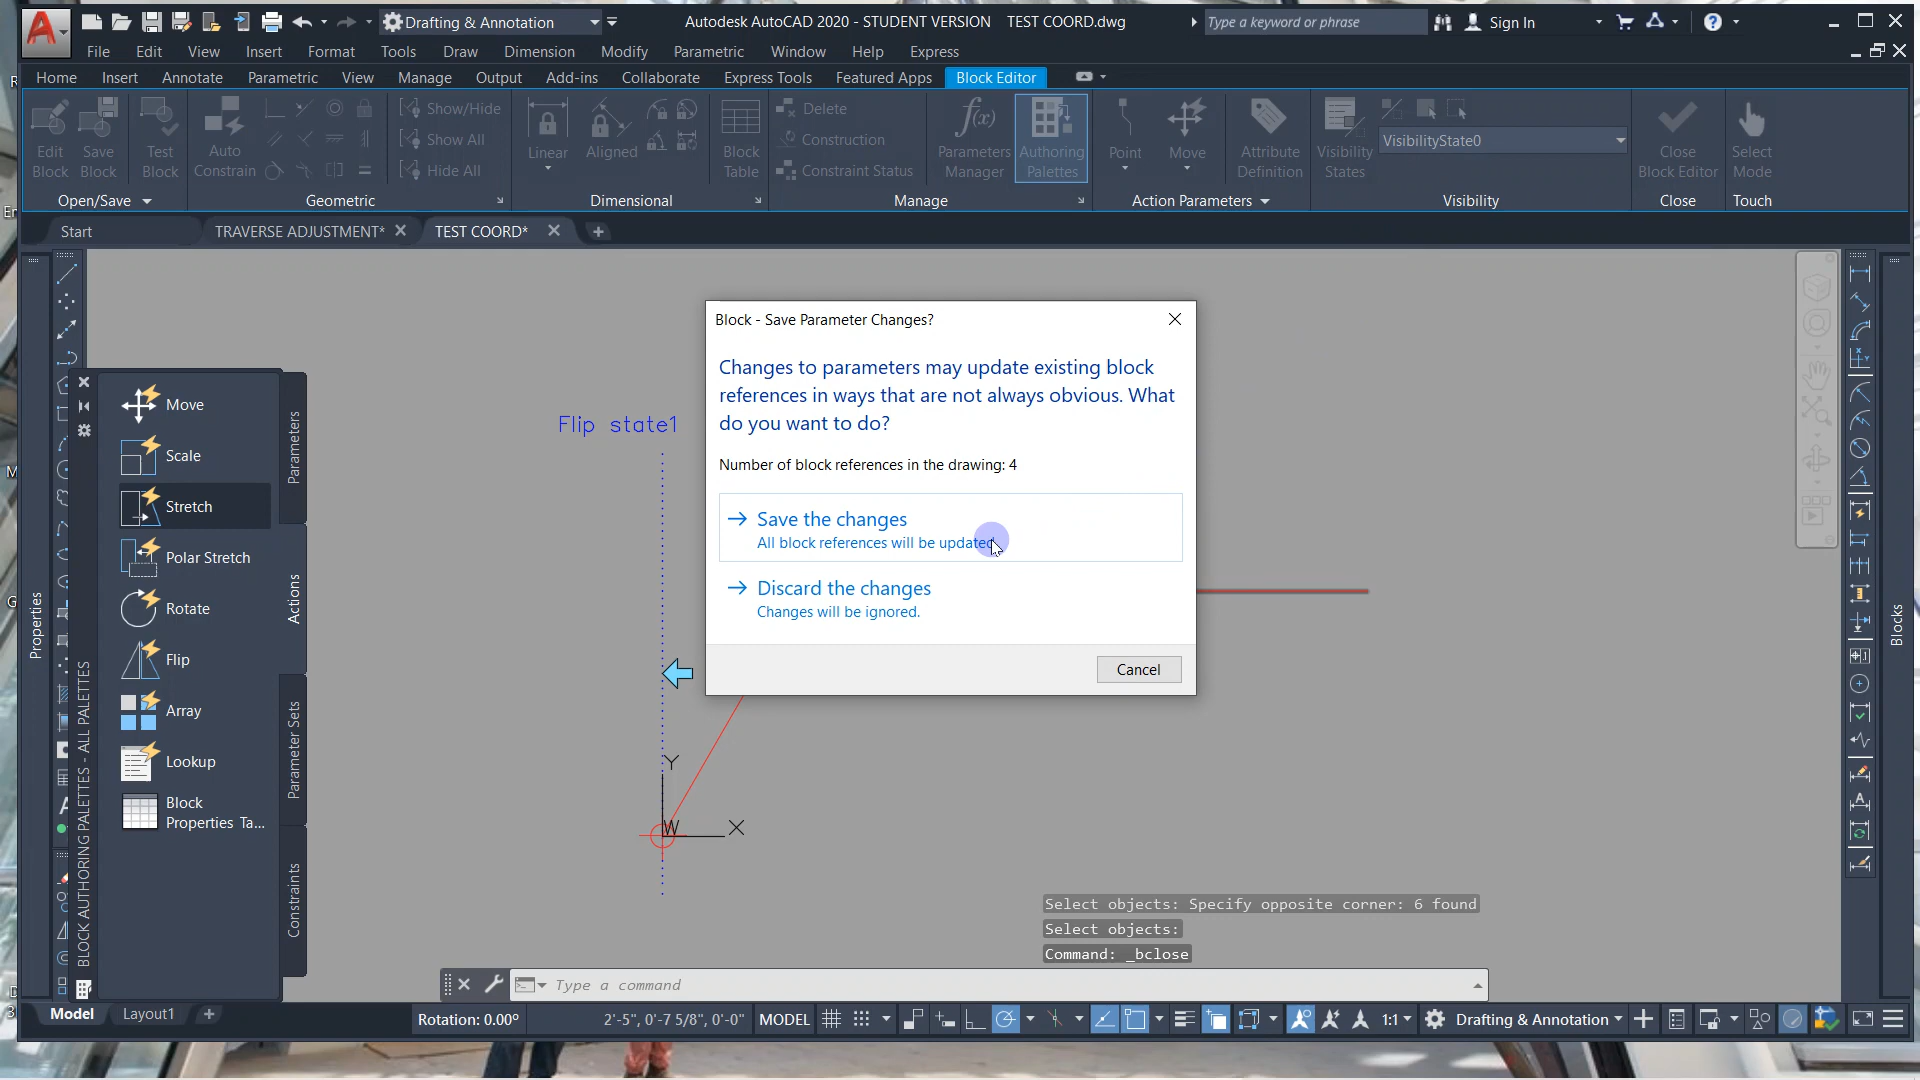 Drafting & Annotation
Autodesk AutoCAD 2020 - STUDENT VERSION TEST COORD.dwg
Type a keyword or phrase
Sign In
File Edit View Insert Format Tools Draw Dimension Modify Parametric Window Help Express
Home Insert Annotate Parametric View Manage Output Add-ins Collaborate Express Tools Featured Apps Block Editor
Edit Block
Save Block
Test Block
Auto Constrain
Show/Hide
Show All
Hide All
Linear
Aligned
Block Table
Delete
Construction
Constraint Status
Parameters Manager
Authoring Palettes
Point
Move
Attribute Definition
Visibility States
VisibilityState0
Close Block Editor
Select Mode
Open/Save Geometric Dimensional Manage Action Parameters Visibility Close Touch
Start TRAVERSE ADJUSTMENT* TEST COORD*
Properties
BLOCK AUTHORING PALETTES - ALL PALETTES
Move
Scale
Stretch
Polar Stretch
Rotate
Flip
Array
Lookup
Block
Properties Ta...
Parameters
Actions
Parameter Sets
Constraints
Flip state1
Y
W
X
Block - Save Parameter Changes?
Changes to parameters may update existing block
references in ways that are not always obvious. What
do you want to do?
Number of block references in the drawing: 4
Save the changes
All block references will be updated.
Discard the changes
Changes will be ignored.
Cancel
Blocks
Select objects: Specify opposite corner: 6 found
Select objects:
Command: _bclose
Type a command
Model Layout1
Rotation: 0.00° 2'-5", 0'-7 5/8", 0'-0" MODEL 1:1 Drafting & Annotation